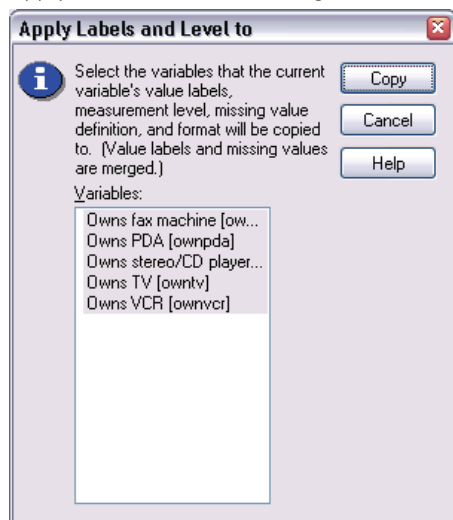 Apply Labels and Level to
Select the variables that the current
variable's value labels,
measurement level, missing value
definition, and format will be copied
to. (Value labels and missing values
are merged.)
Copy
Cancel
Help
Variables:
Owns fax machine [ow...
Owns PDA [ownpda]
Owns stereo/CD player...
Owns TV [owntv]
Owns VCR [ownvcr]